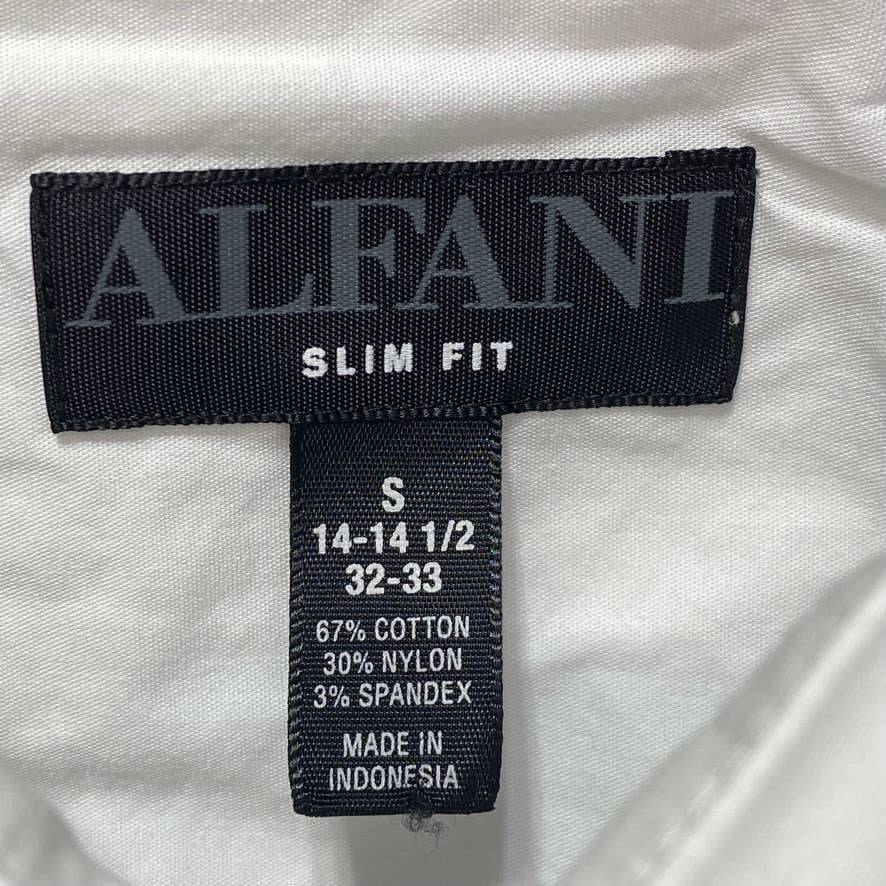 ALFANI
SLIM FIT
S
14-14 1/2
32-33
67% COTTON
30% NYLON
3% SPANDEX
MADE IN
INDONESIA